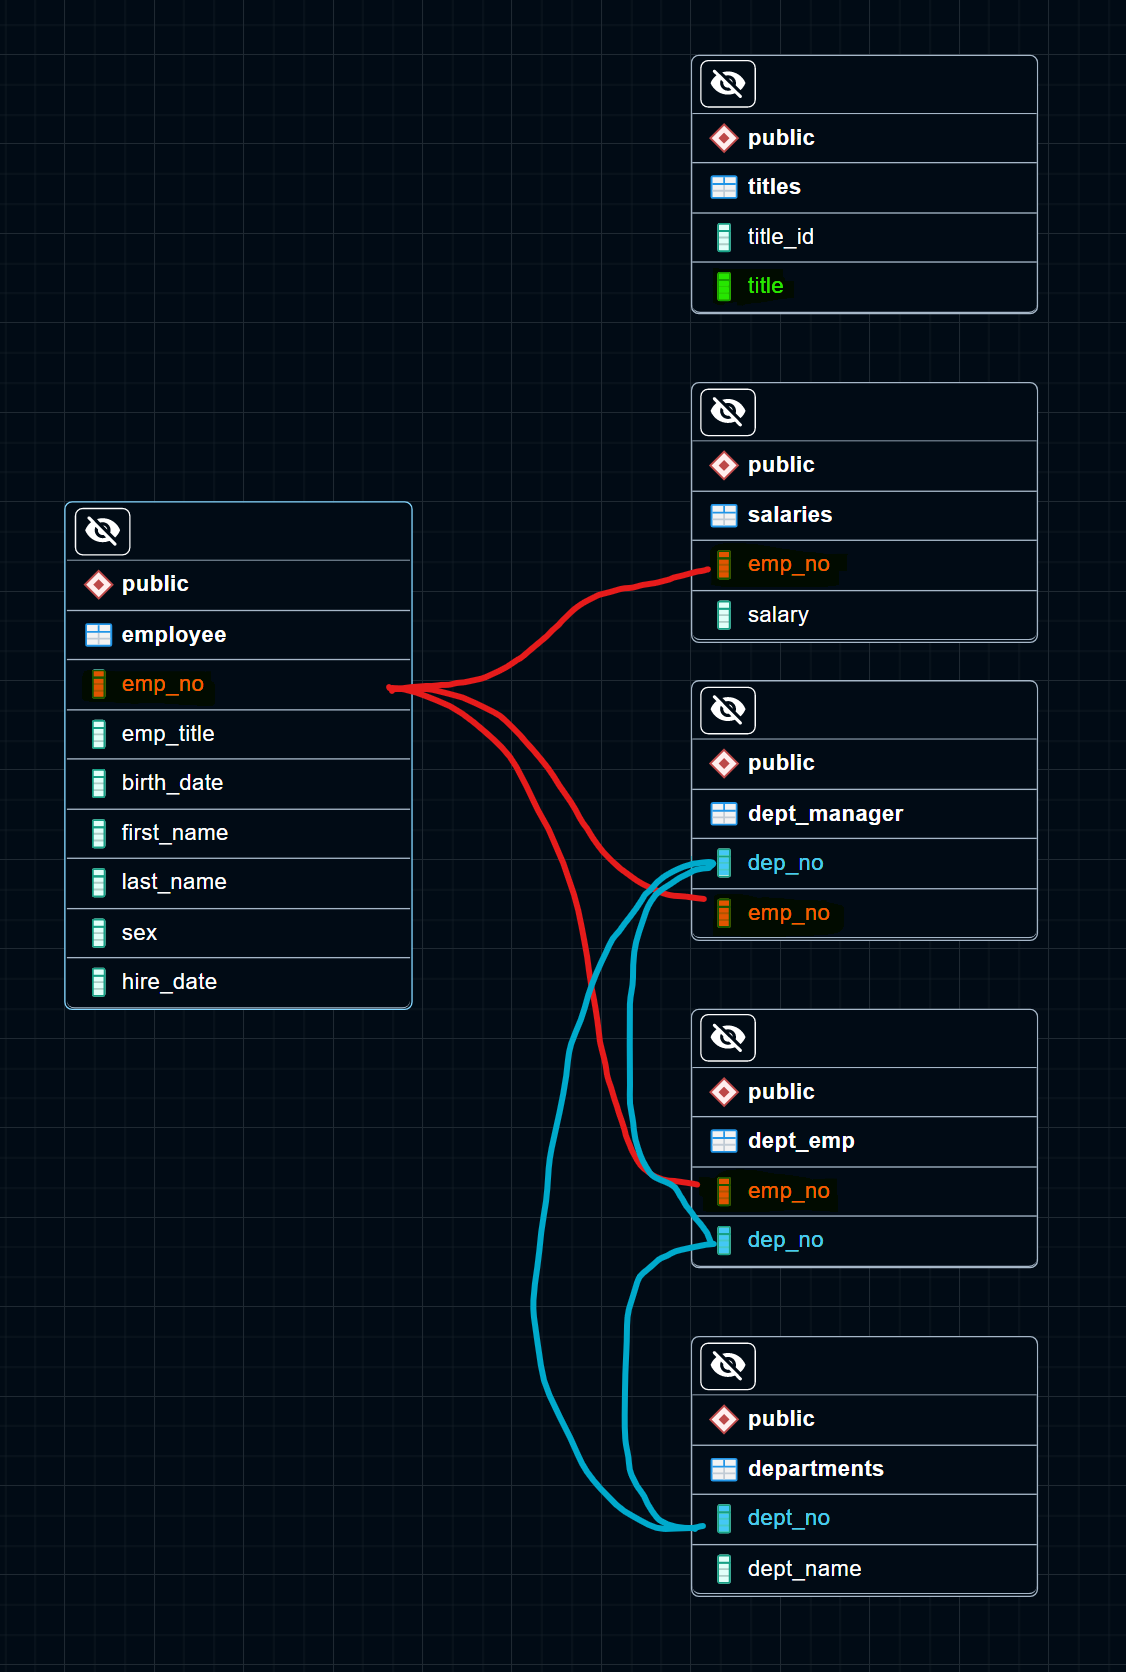 public
titles
title_id
title
public
salaries
emp_no
salary
public
employee
emp_no
emp_title
birth_date
first_name
last_name
sex
hire_date
public
dept_manager
dep_no
emp_no
public
dept_emp
emp_no
dep_no
public
departments
dept_no
dept_name